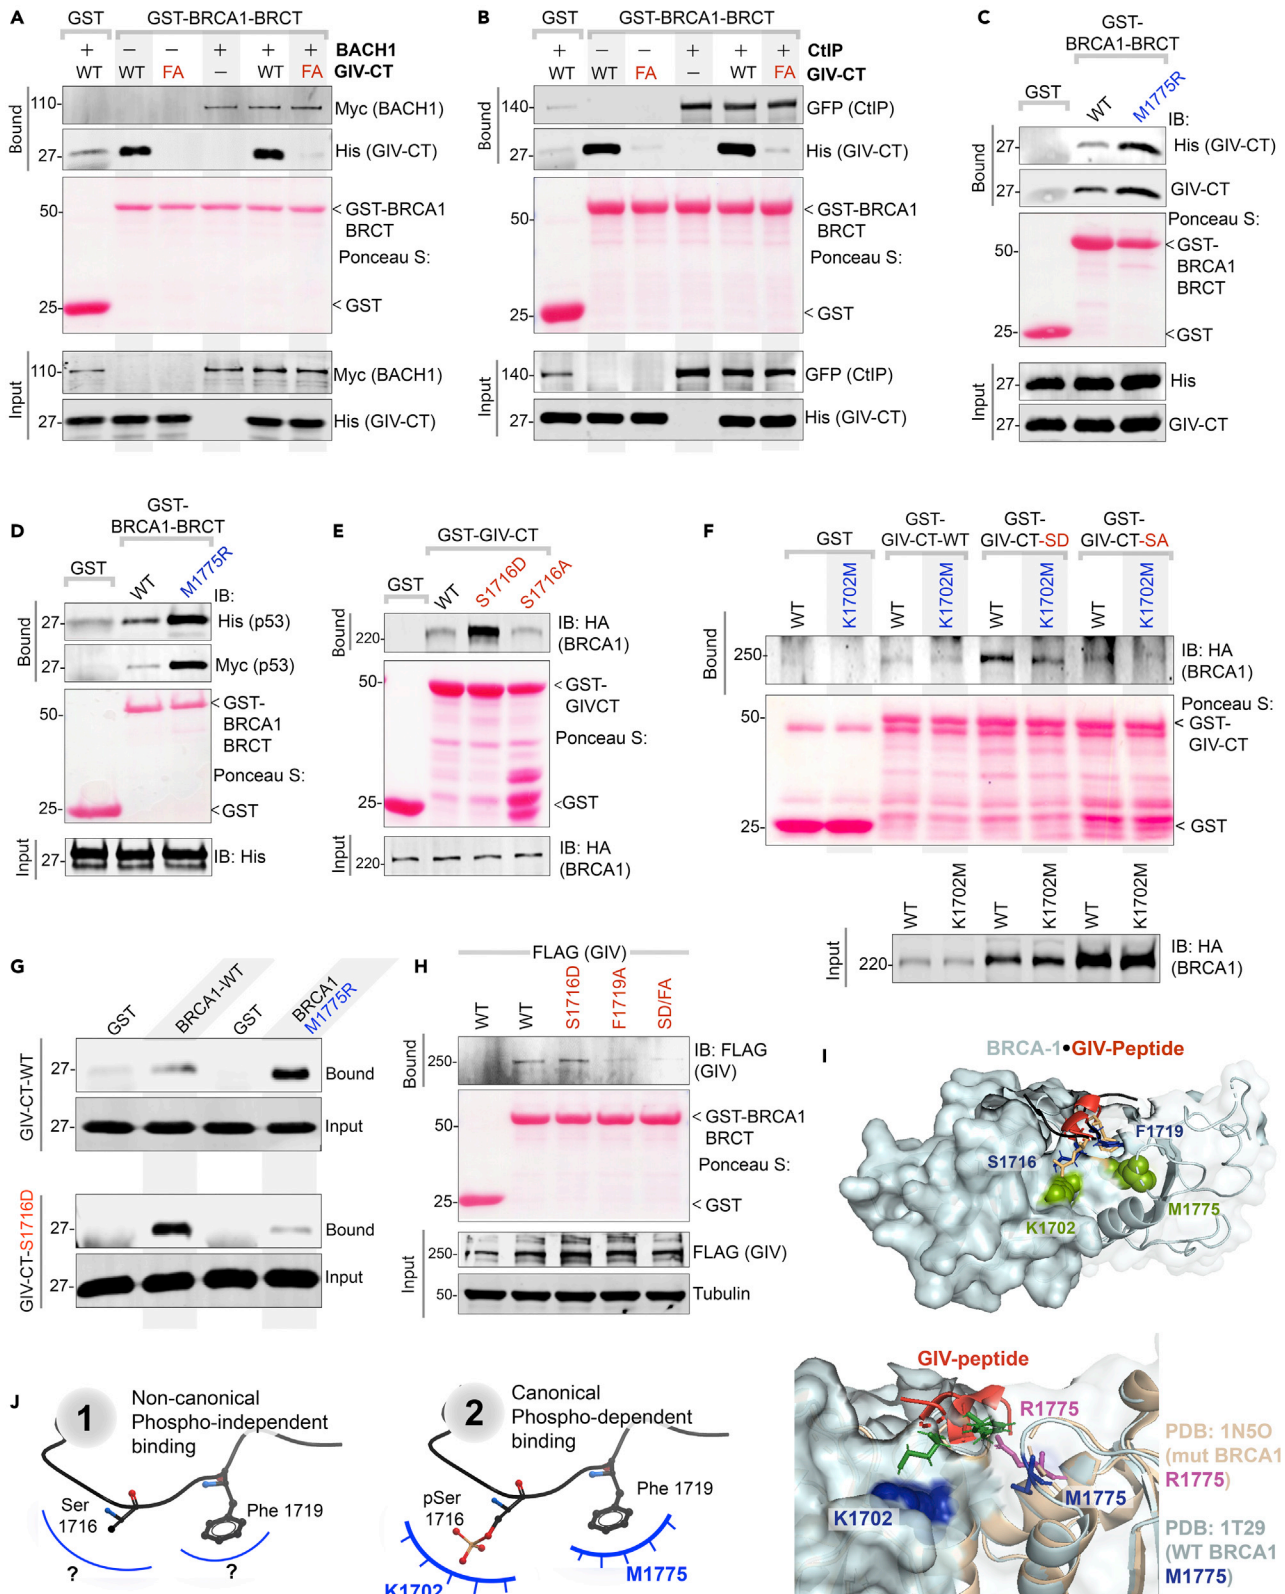 A
GST
GST-BRCA1-BRCT
+ – – + + + BACH1
WT WT FA – WT FA GIV-CT
Bound
110-
Myc (BACH1)
27-
His (GIV-CT)
50-
<GST-BRCA1
BRCT
Ponceau S:
25-
<GST
Input
110-
Myc (BACH1)
27-
His (GIV-CT)
B
GST
GST-BRCA1-BRCT
+ – – + + + CtIP
WT WT FA – WT FA GIV-CT
Bound
140-
GFP (CtIP)
27-
His (GIV-CT)
50-
<GST-BRCA1
BRCT
Ponceau S:
25-
<GST
Input
140-
GFP (CtIP)
27-
His (GIV-CT)
C
GST-
BRCA1-BRCT
GST
WT
M1775R
IB:
Bound
27-
His (GIV-CT)
27-
GIV-CT
Ponceau S:
50-
<GST-
BRCA1
BRCT
25-
<GST
Input
27-
His
27-
GIV-CT
D
GST-
BRCA1-BRCT
GST
WT
M1775R
IB:
Bound
27-
His (p53)
27-
Myc (p53)
50-
<GST-
BRCA1
BRCT
Ponceau S:
25-
<GST
Input
27-
IB: His
E
GST-GIV-CT
GST
WT
S1716D
S1716A
Bound
220-
IB: HA
(BRCA1)
50-
<GST-
GIVCT
Ponceau S:
25-
<GST
Input
220-
IB: HA
(BRCA1)
F
GST
GST-
GIV-CT-WT
GST-
GIV-CT-SD
GST-
GIV-CT-SA
WT K1702M WT K1702M WT K1702M WT K1702M
Bound
250-
IB: HA
(BRCA1)
Ponceau S:
50-
< GST-
GIV-CT
25-
< GST
WT K1702M WT K1702M WT K1702M
Input
220-
IB: HA
(BRCA1)
G
GST
BRCA1-WT
GST
BRCA1
M1775R
GIV-CT-WT
27-
Bound
27-
Input
GIV-CT-S1716D
27-
Bound
27-
Input
H
FLAG (GIV)
WT
WT
S1716D
F1719A
SD/FA
Bound
250-
IB: FLAG
(GIV)
50-
< GST-BRCA1
BRCT
Ponceau S:
25-
< GST
Input
250-
FLAG (GIV)
50-
Tubulin
I
BRCA-1•GIV-Peptide
F1719
S1716
M1775
K1702
GIV-peptide
R1775
K1702
M1775
PDB: 1N5O
(mut BRCA1
R1775)
PDB: 1T29
(WT BRCA1
M1775)
J
1
Non-canonical
Phospho-independent
binding
Ser
1716
Phe 1719
?
?
2
Canonical
Phospho-dependent
binding
pSer
1716
Phe 1719
K1702
M1775